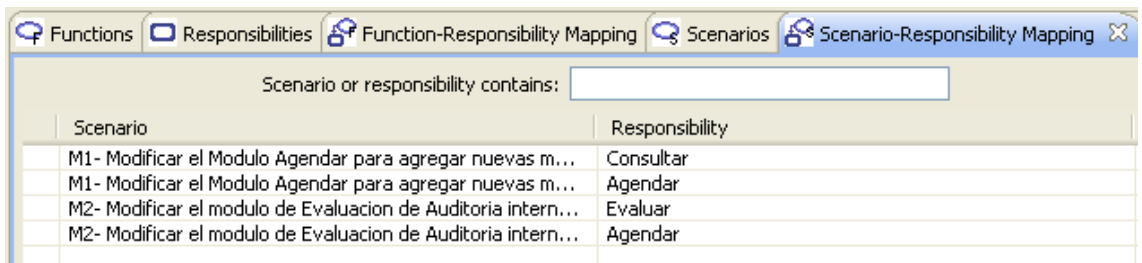 Functions Responsibilities Function-Responsibility Mapping Scenarios Scenario-Responsibility Mapping
Scenario or responsibility contains:
Scenario Responsibility
M1- Modificar el Modulo Agendar para agregar nuevas m... Consultar
M1- Modificar el Modulo Agendar para agregar nuevas m... Agendar
M2- Modificar el modulo de Evaluacion de Auditoria intern... Evaluar
M2- Modificar el modulo de Evaluacion de Auditoria intern... Agendar